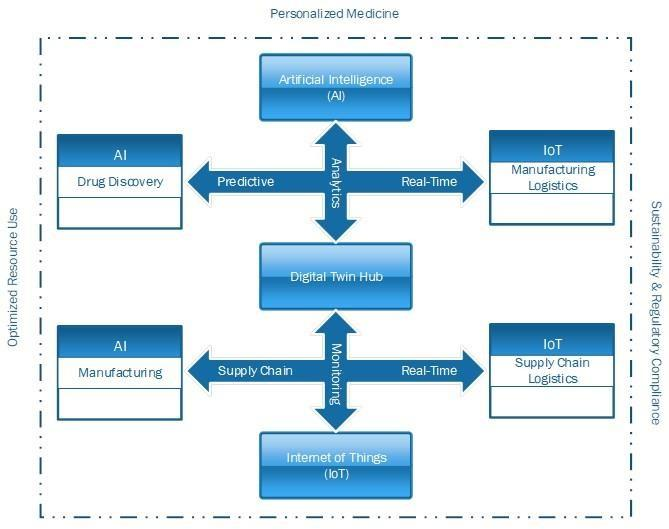 Personalized Medicine
Artificial Intelligence
(AI)
AI
Drug Discovery
Predictive
Analytics
Real-Time
IoT
Manufacturing
Logistics
Optimized Resource Use
Digital Twin Hub
Sustainability & Regulatory Compliance
AI
Manufacturing
Supply Chain
Monitoring
Real-Time
IoT
Supply Chain
Logistics
Internet of Things
(IoT)